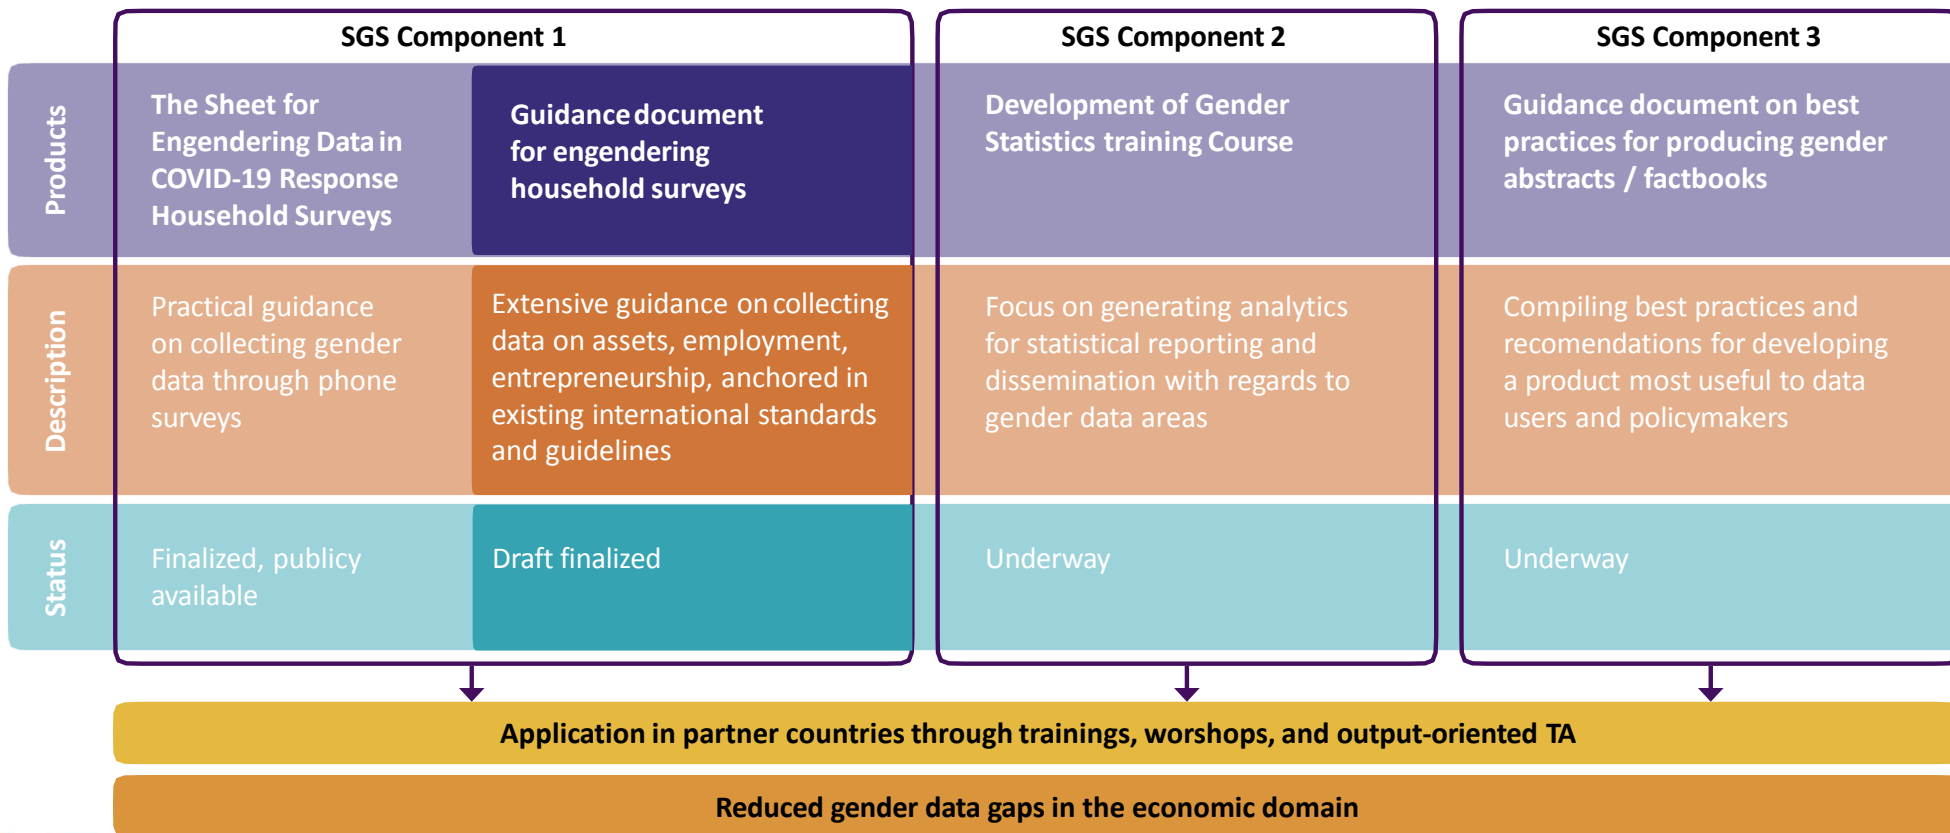 SGS Component 1
SGS Component 2
SGS Component 3
Products
The Sheet for
Engendering Data in
COVID-19 Response
Household Surveys
Guidance document
for engendering
household surveys
Development of Gender
Statistics training Course
Guidance document on best
practices for producing gender
abstracts / factbooks
Description
Practical guidance
on collecting gender
data through phone
surveys
Extensive guidance on collecting
data on assets, employment,
entrepreneurship, anchored in
existing international standards
and guidelines
Focus on generating analytics
for statistical reporting and
dissemination with regards to
gender data areas
Compiling best practices and
recomendations for developing
a product most useful to data
users and policymakers
Status
Finalized, publicy
available
Draft finalized
Underway
Underway
Application in partner countries through trainings, worshops, and output-oriented TA
Reduced gender data gaps in the economic domain